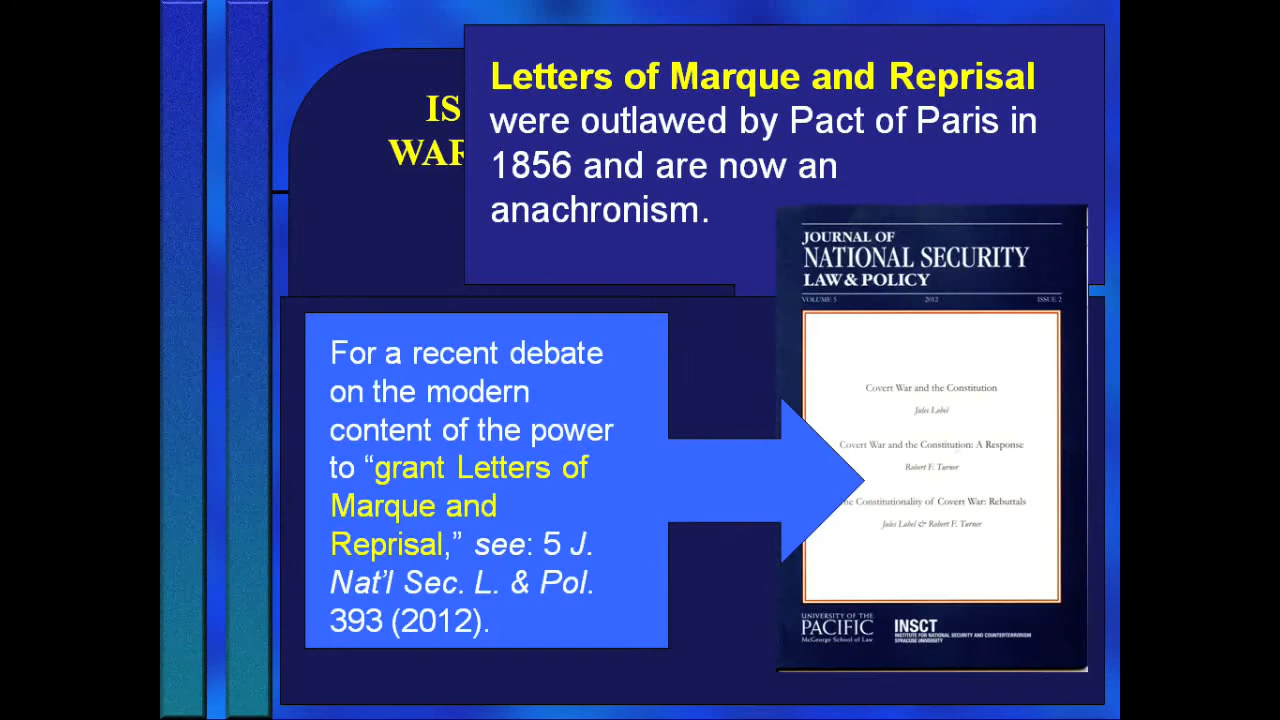 IS
WAR
Letters of Marque and Reprisal
were outlawed by Pact of Paris in
1856 and are now an
anachronism.
For a recent debate
on the modern
content of the power
to “grant Letters of
Marque and
Reprisal,” see: 5 J.
Nat’l Sec. L. & Pol.
393 (2012).
JOURNAL OF
NATIONAL SECURITY
LAW & POLICY
VOLUME 5 2012 ISSUE 2
Covert War and the Constitution
Jules Lobel
Covert War and the Constitution: A Response
Robert F. Turner
he Constitutionality of Covert War: Rebuttals
Jules Lobel & Robert F. Turner
UNIVERSITY OF THE
PACIFIC
McGeorge School of Law
INSCT
INSTITUTE FOR NATIONAL SECURITY AND COUNTERTERRORISM
SYRACUSE UNIVERSITY